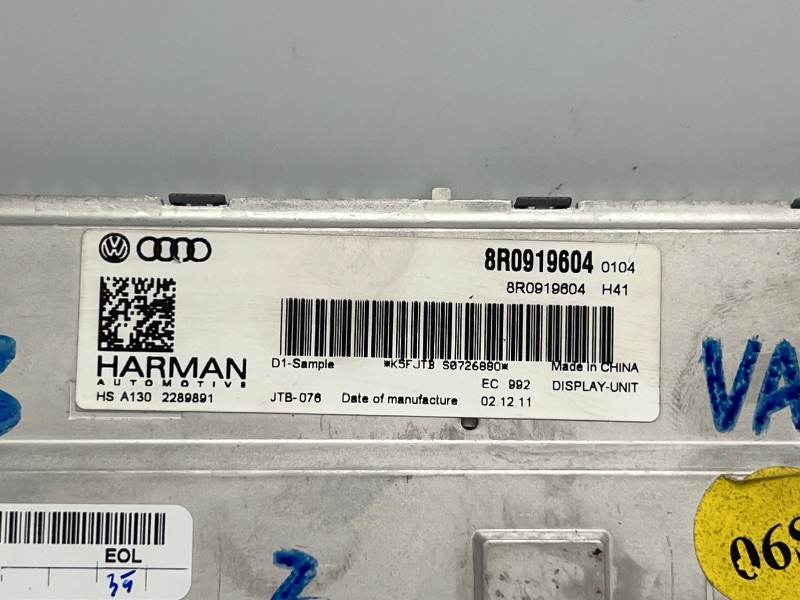 8R0919604 0104
8R0919604 H41
HARMAN
AUTOMOTIVE
HS A130 2289891
D1-Sample *K5FJTB S0726880* Made in CHINA
EC 992 DISPLAY-UNIT
JTB-076 Date of manufacture 02.12.11
VA
EOL
2